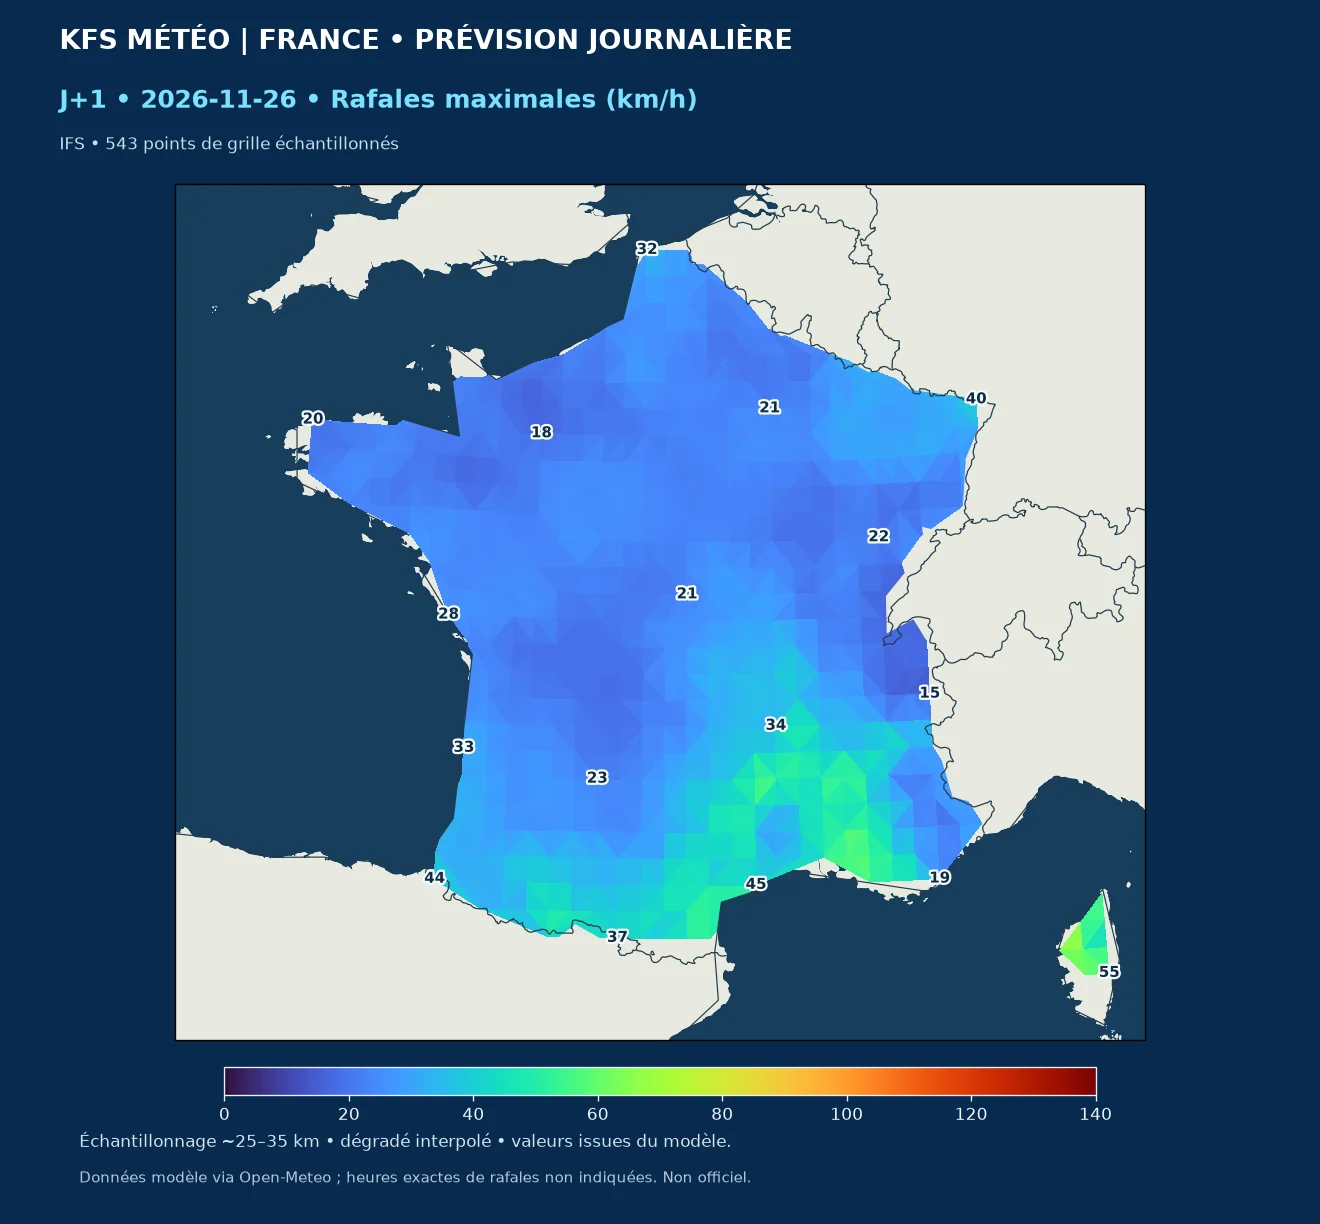 KFS MÉTÉO | FRANCE • PRÉVISION JOURNALIÈRE
J+1 • 2026-11-26 • Rafales maximales (km/h)
IFS • 543 points de grille échantillonnés
32
40
21
20
18
22
21
28
15
34
33
23
44
45
19
37
55
0 20 40 60 80 100 120 140
Échantillonnage ~25–35 km • dégradé interpolé • valeurs issues du modèle.
Données modèle via Open-Meteo ; heures exactes de rafales non indiquées. Non officiel.